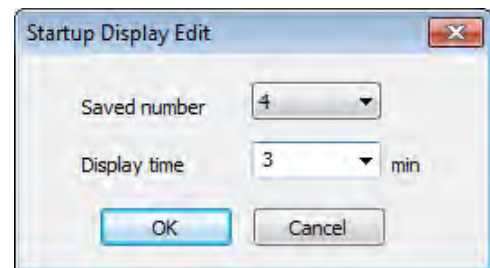 Startup Display Edit
Saved number 4
Display time 3 min
OK Cancel